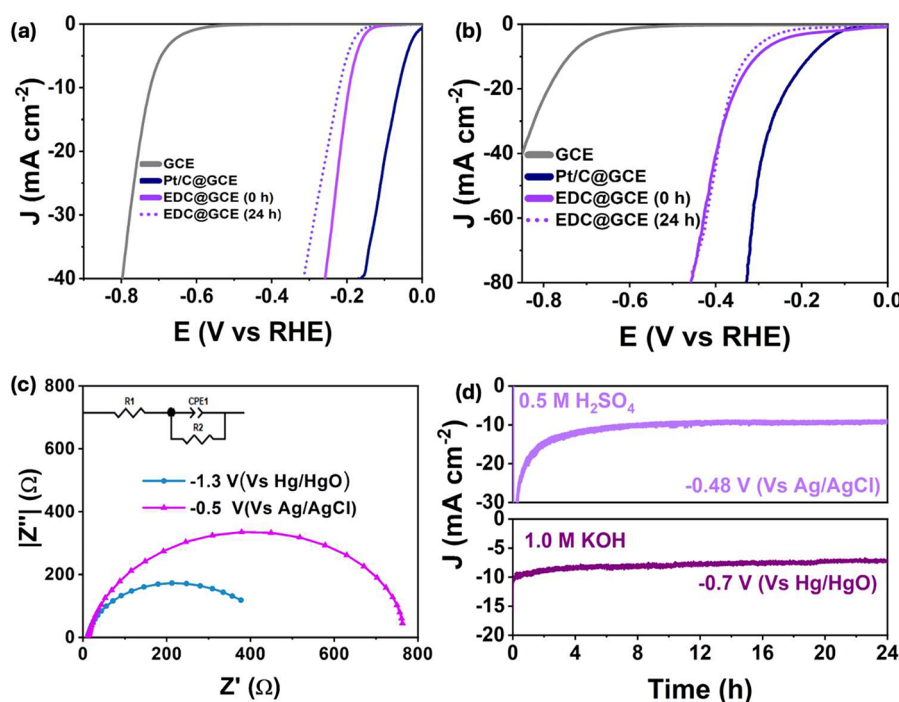 (a)
0
-10
-20
-30
-40
J (mA cm-2)
GCE
Pt/C@GCE
EDC@GCE (0 h)
EDC@GCE (24 h)
-0.8 -0.6 -0.4 -0.2 0.0
E (V vs RHE)
(b)
0
-20
-40
-60
-80
J (mA cm-2)
GCE
Pt/C@GCE
EDC@GCE (0 h)
EDC@GCE (24 h)
-0.8 -0.6 -0.4 -0.2 0.0
E (V vs RHE)
(c)
800
600
400
200
0
|Z"| (Ω)
R1 CPE1
R2
-1.3 V(Vs Hg/HgO)
-0.5 V(Vs Ag/AgCl)
0 200 400 600 800
Z' (Ω)
(d)
0
-10
-20
-30
0.5 M H2SO4
-0.48 V (Vs Ag/AgCl)
J (mA cm-2)
0
-5
-10
-15
-20
1.0 M KOH
-0.7 V (Vs Hg/HgO)
0 4 8 12 16 20 24
Time (h)